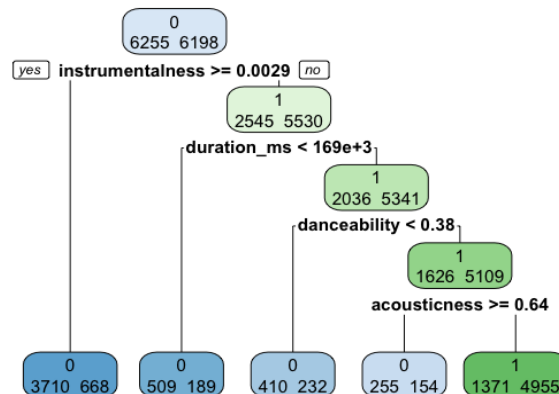 0
6255 6198
yes instrumentalness >= 0.0029 no
1
2545 5530
duration_ms < 169e+3
1
2036 5341
danceability < 0.38
1
1626 5109
acousticness >= 0.64
0 0 0 0 1
3710 668 509 189 410 232 255 154 1371 4955